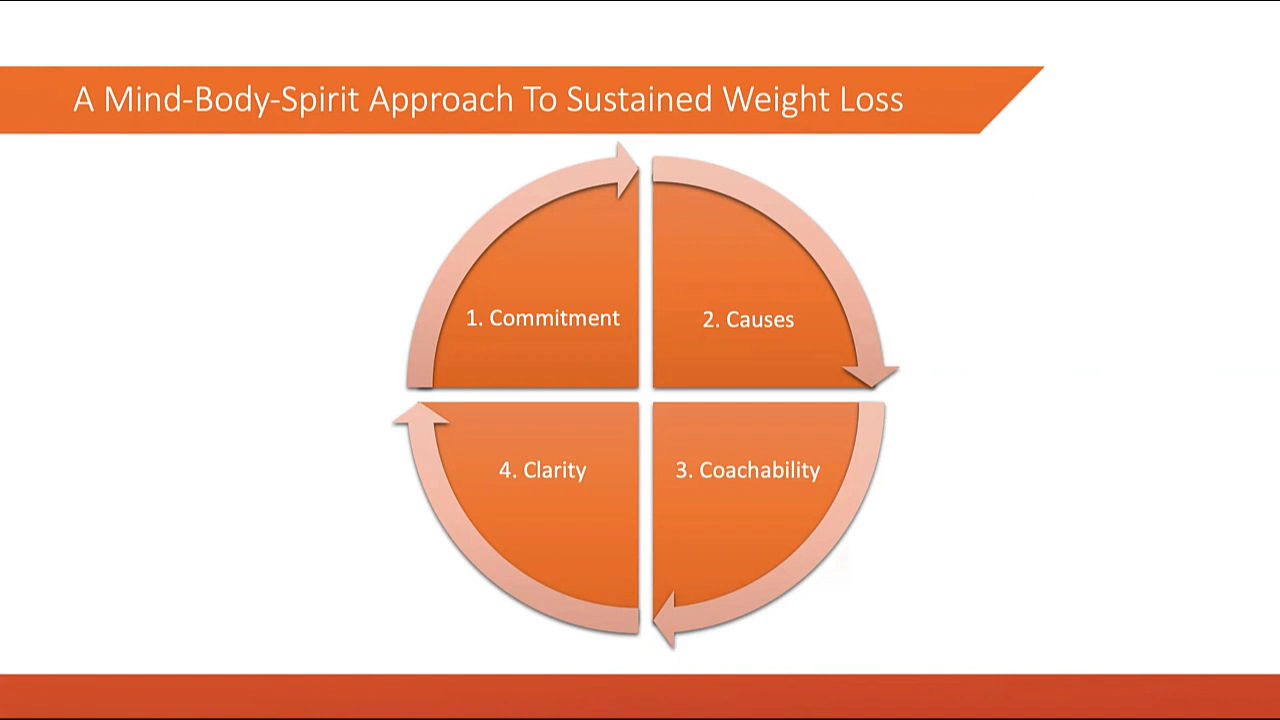 A Mind-Body-Spirit Approach To Sustained Weight Loss
1. Commitment
2. Causes
3. Coachability
4. Clarity